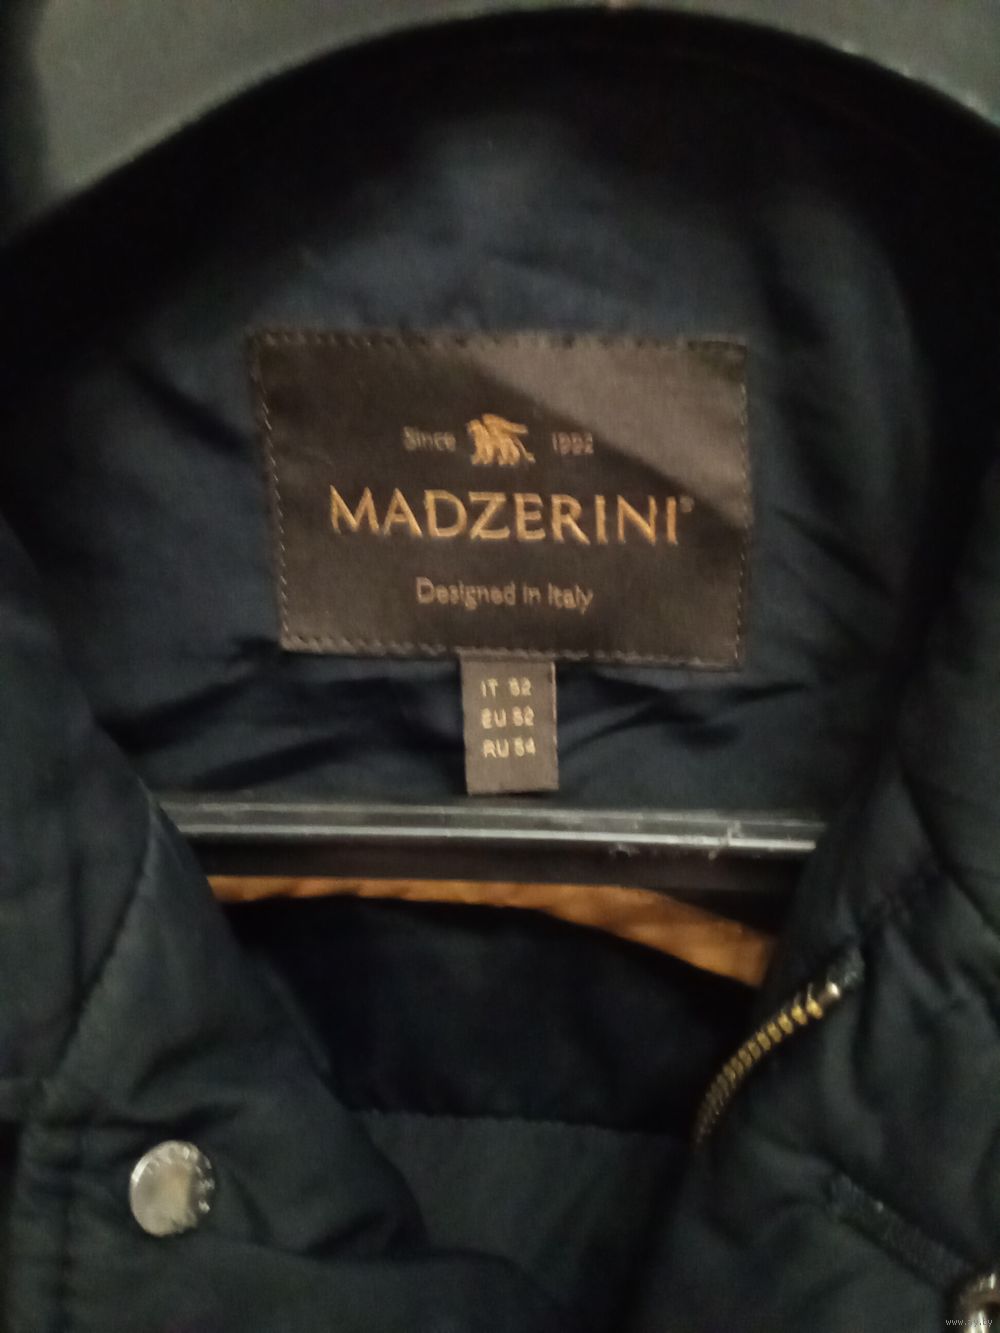 Since 1992
MADZERINI®
Designed in Italy
IT 52
EU 52
RU 54